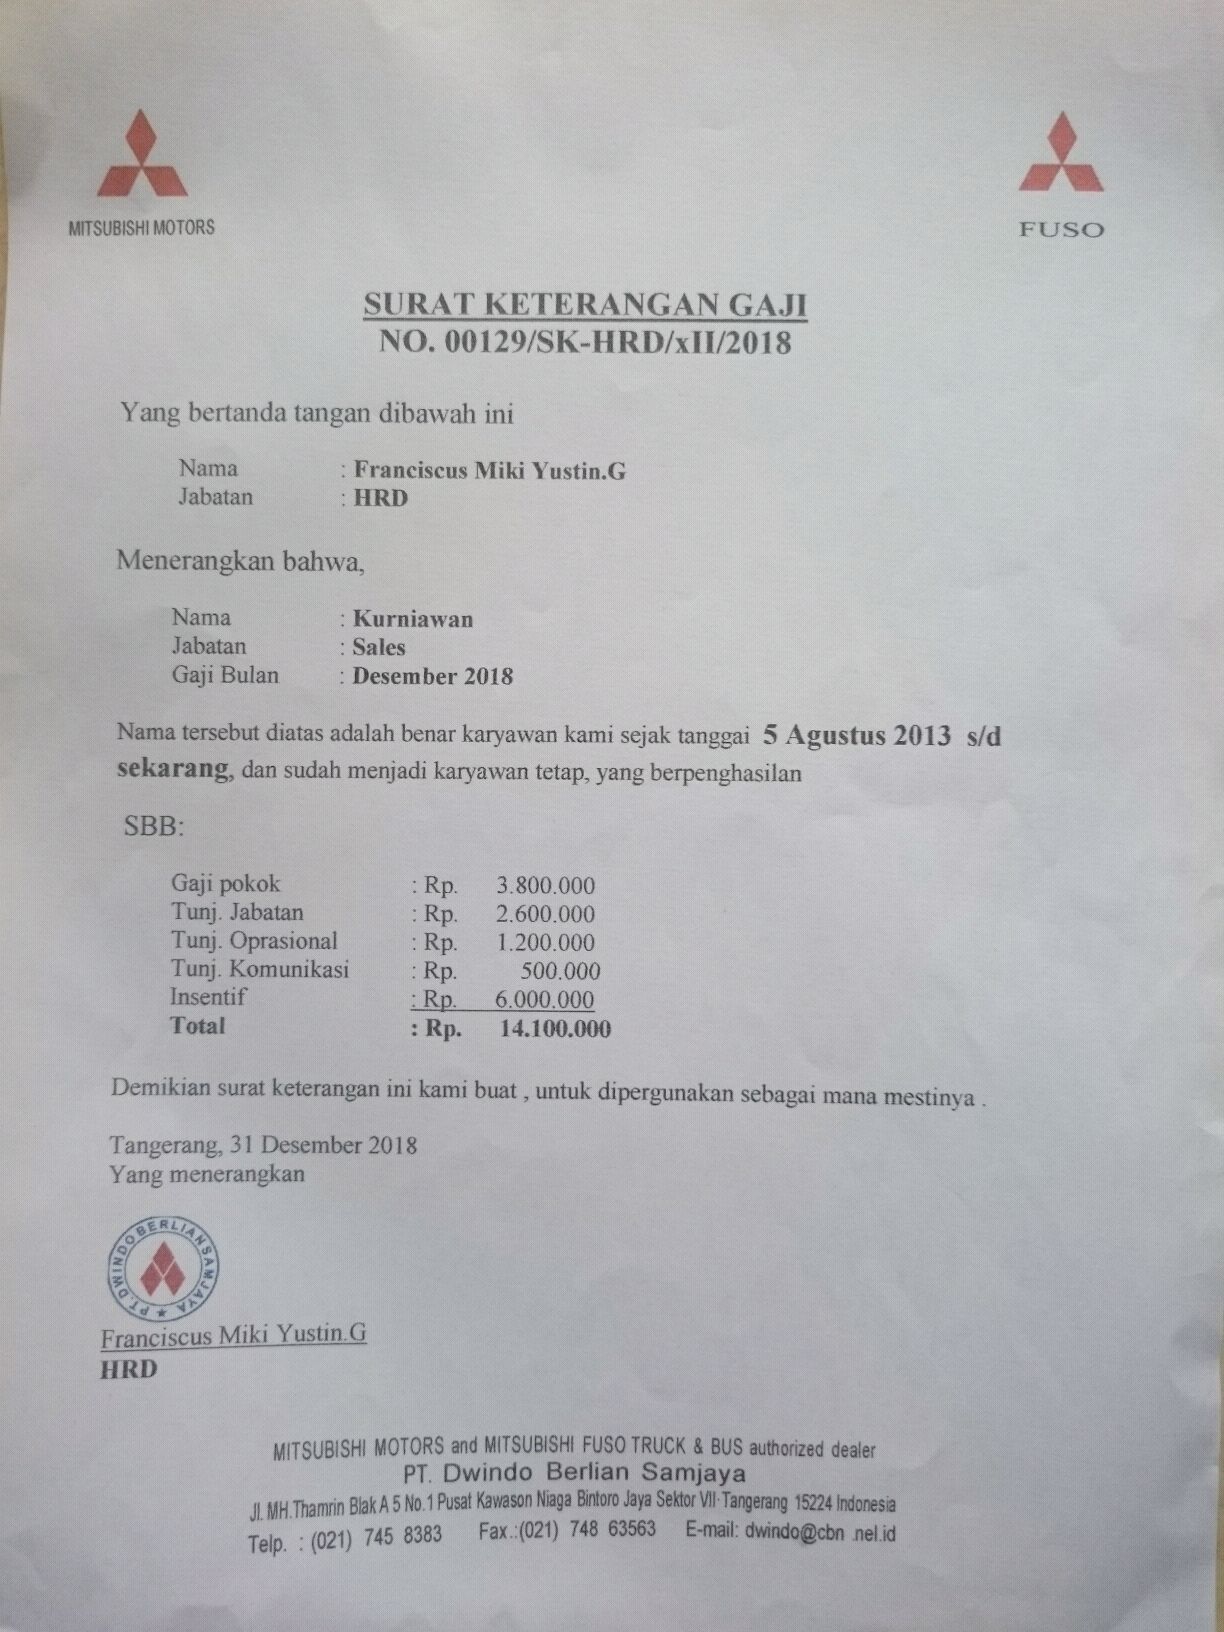 MITSUBISHI MOTORS
FUSO
SURAT KETERANGAN GAJI
NO. 00129/SK-HRD/xII/2018
Yang bertanda tangan dibawah ini
Nama : Franciscus Miki Yustin.G
Jabatan : HRD
Menerangkan bahwa,
Nama : Kurniawan
Jabatan : Sales
Gaji Bulan : Desember 2018
Nama tersebut diatas adalah benar karyawan kami sejak tanggai 5 Agustus 2013 s/d
sekarang, dan sudah menjadi karyawan tetap, yang berpenghasilan
SBB:
Gaji pokok : Rp. 3.800.000
Tunj. Jabatan : Rp. 2.600.000
Tunj. Oprasional : Rp. 1.200.000
Tunj. Komunikasi : Rp. 500.000
Insentif : Rp. 6.000.000
Total : Rp. 14.100.000
Demikian surat keterangan ini kami buat , untuk dipergunakan sebagai mana mestinya .
Tangerang, 31 Desember 2018
Yang menerangkan
PT. DWINDO BERLIAN SAMJAYA
Franciscus Miki Yustin.G
HRD
MITSUBISHI MOTORS and MITSUBISHI FUSO TRUCK & BUS authorized dealer
PT. Dwindo Berlian Samjaya
Jl. MH.Thamrin Blak A 5 No.1 Pusat Kawason Niaga Bintoro Jaya Sektor VII-Tangerang 15224 Indonesia
Telp. : (021) 745 8383 Fax.:(021) 748 63563 E-mail: dwindo@cbn .nel.id